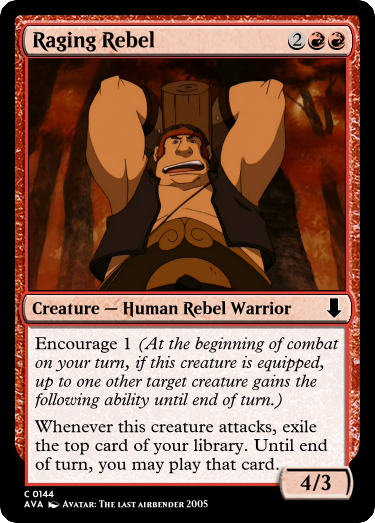 Raging Rebel 2
Creature — Human Rebel Warrior
Encourage 1 (At the beginning of combat
on your turn, if this creature is equipped,
up to one other target creature gains the
following ability until end of turn.)
Whenever this creature attacks, exile
the top card of your library. Until end
of turn, you may play that card.
4/3
C 0144
AVA Avatar: The last airbender 2005